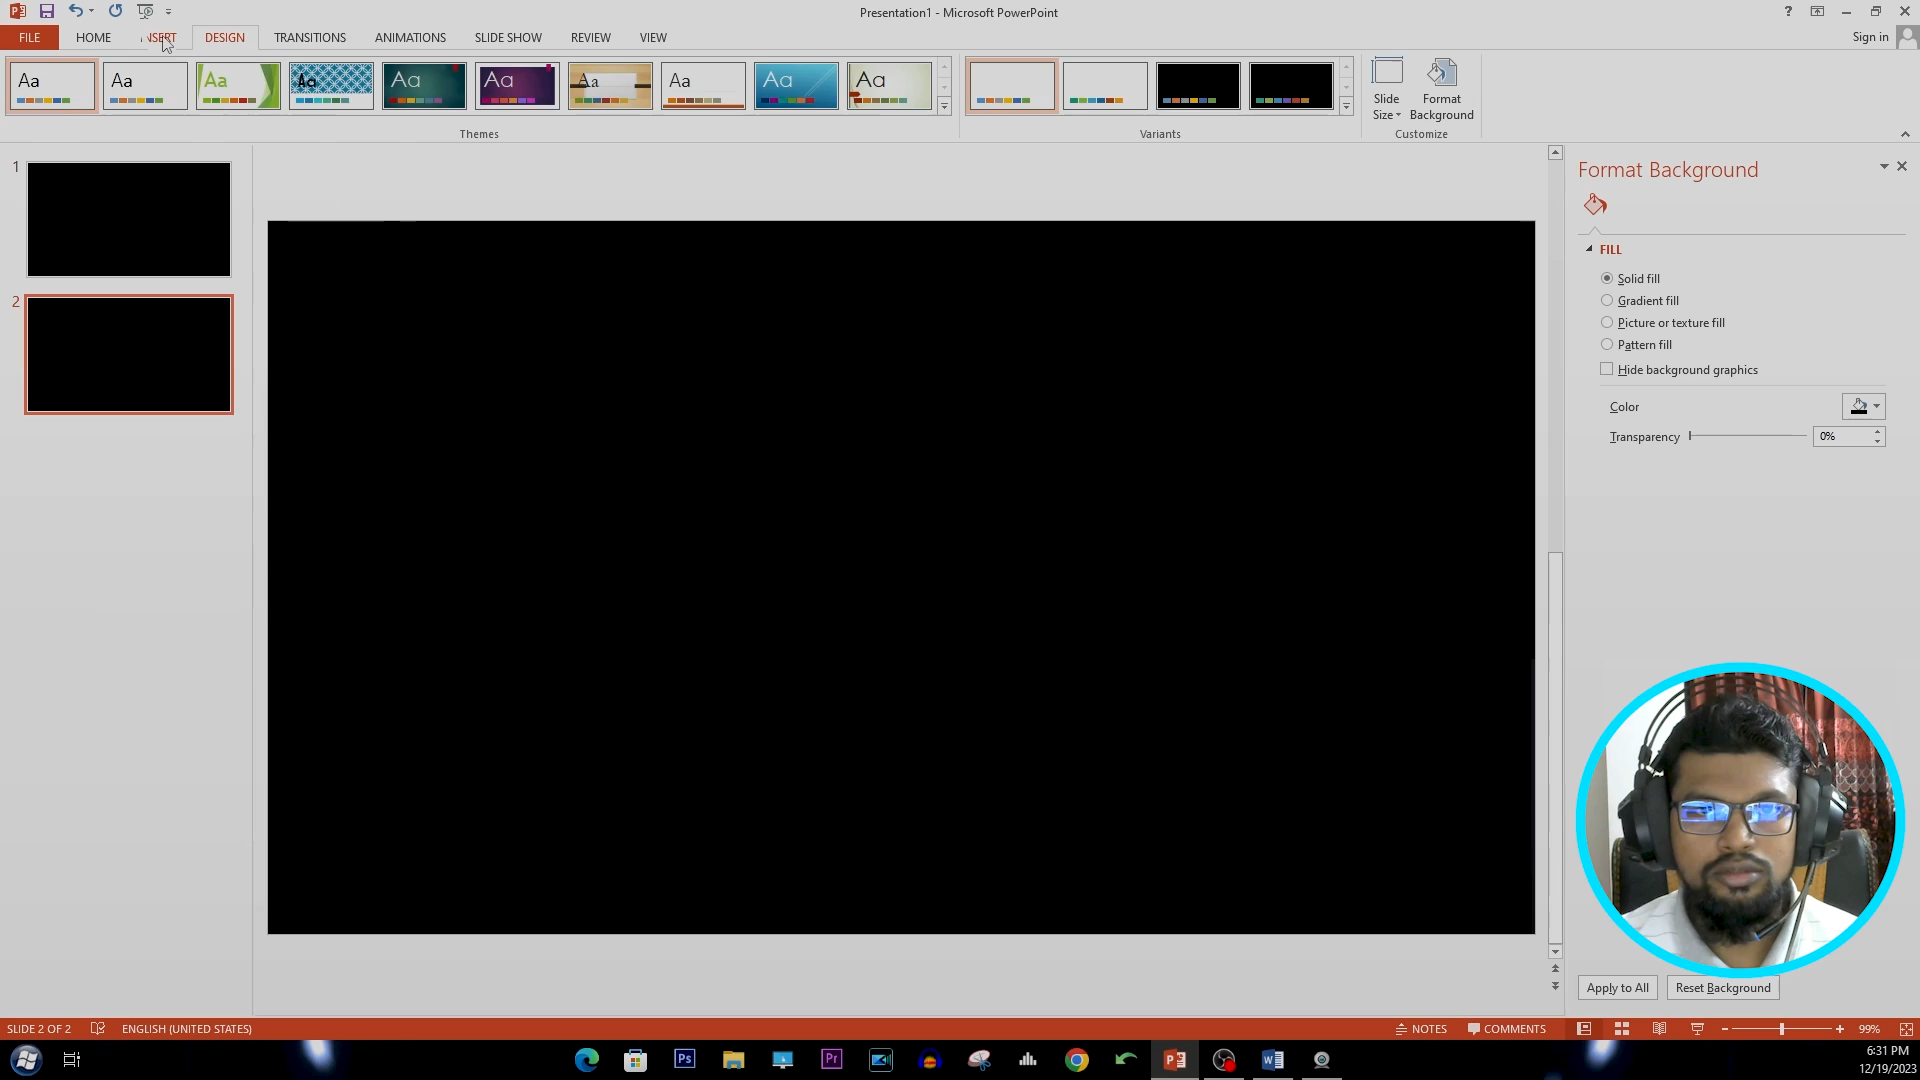 Presentation1 - Microsoft PowerPoint
?
FILE
HOME
INSERT
DESIGN
TRANSITIONS
ANIMATIONS
SLIDE SHOW
REVIEW
VIEW
Sign in
Aa
Aa
Aa
Aa
Aa
Aa
Aa
Aa
Aa
Aa
Slide
Size
Format
Background
Themes
Variants
Customize
1
2
Format Background
FILL
Solid fill
Gradient fill
Picture or texture fill
Pattern fill
Hide background graphics
Color
Transparency
0%
Apply to All
Reset Background
SLIDE 2 OF 2
ENGLISH (UNITED STATES)
NOTES
COMMENTS
99%
Ps
Pr
6:31 PM
12/19/2023